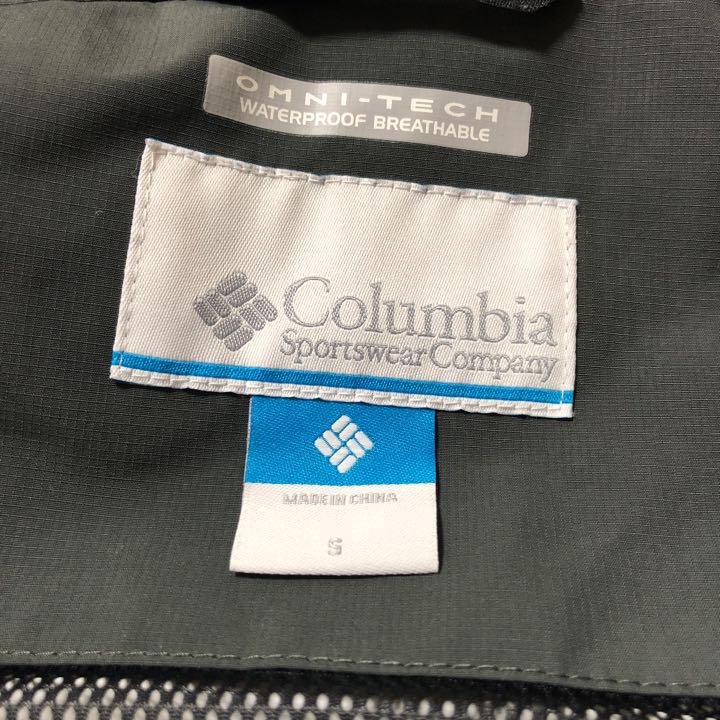 OMNI-TECH
WATERPROOF BREATHABLE
Columbia
Sportswear Company
MADE IN CHINA
S